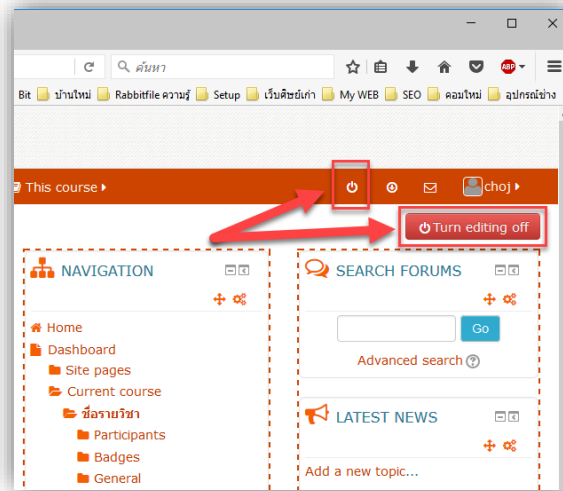 ค้นหา
ABP
Bit บ้านใหม่ Rabbitfile ความรู้ Setup เว็บศิษย์เก่า My WEB SEO คอมใหม่ อุปกรณ์ช่าง
This course
choj
Turn editing off
NAVIGATION
Home
Dashboard
Site pages
Current course
ชื่อรายวิชา
Participants
Badges
General
SEARCH FORUMS
Go
Advanced search ?
LATEST NEWS
Add a new topic...